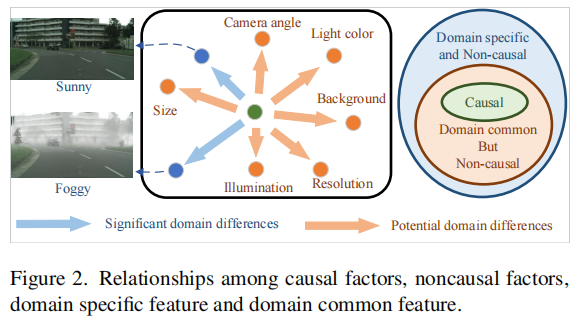 Sunny
Foggy
Camera angle
Light color
Size
Background
Illumination
Resolution
Domain specific
and Non-causal
Causal
Domain common
But
Non-causal
Significant domain differences
Potential domain differences
Figure 2. Relationships among causal factors, noncausal factors,
domain specific feature and domain common feature.